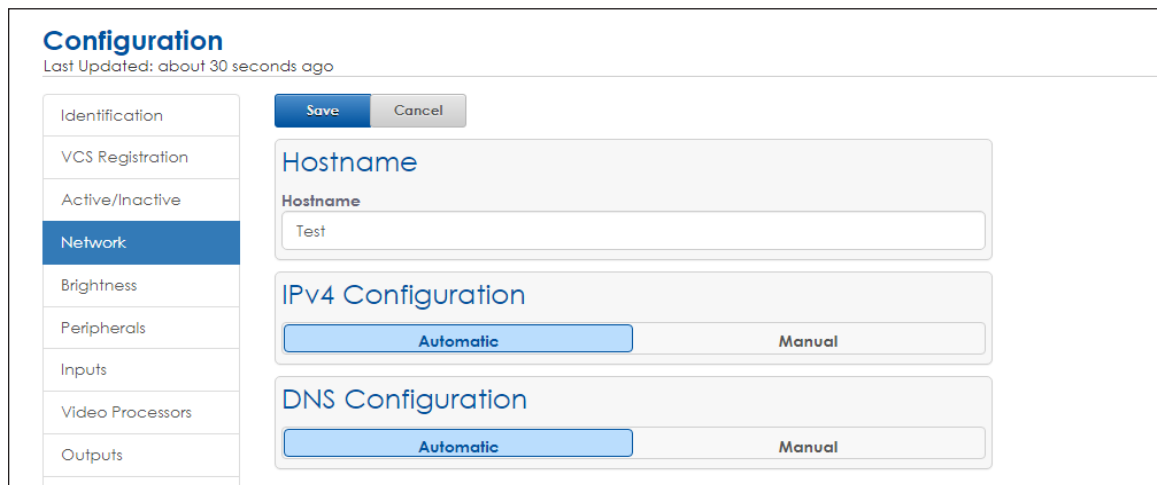 Configuration
Last Updated: about 30 seconds ago
Identification
VCS Registration
Active/Inactive
Network
Brightness
Peripherals
Inputs
Video Processors
Outputs
Save Cancel
Hostname
Hostname
Test
IPv4 Configuration
Automatic Manual
DNS Configuration
Automatic Manual